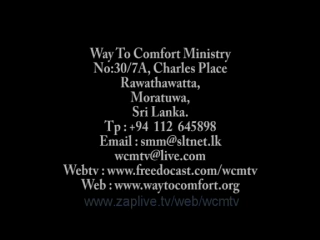 Way To Comfort Ministry
No:30/7A, Charles Place
Rawathawatta,
Moratuwa,
Sri Lanka.
Tp : +94 112 645898
Email : smm@sltnet.lk
wcmtv@live.com
Webtv : www.freedocast.com/wcmtv
Web : www.waytocomfort.org
www.zaplive.tv/web/wcmtv